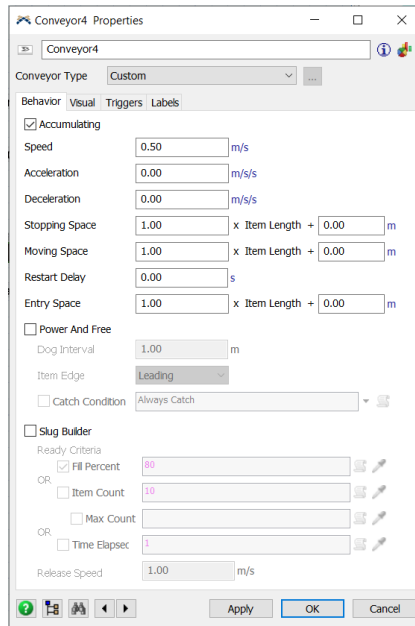 Conveyor4 Properties
Conveyor4
Conveyor Type Custom ...
Behavior Visual Triggers Labels
Accumulating
Speed 0.50 m/s
Acceleration 0.00 m/s/s
Deceleration 0.00 m/s/s
Stopping Space 1.00 x Item Length + 0.00 m
Moving Space 1.00 x Item Length + 0.00 m
Restart Delay 0.00 s
Entry Space 1.00 x Item Length + 0.00 m
Power And Free
Dog Interval 1.00 m
Item Edge Leading
Catch Condition Always Catch
Slug Builder
Ready Criteria
Fill Percent 80
OR
Item Count 10
Max Count
OR
Time Elapsec 1
Release Speed 1.00 m/s
Apply OK Cancel